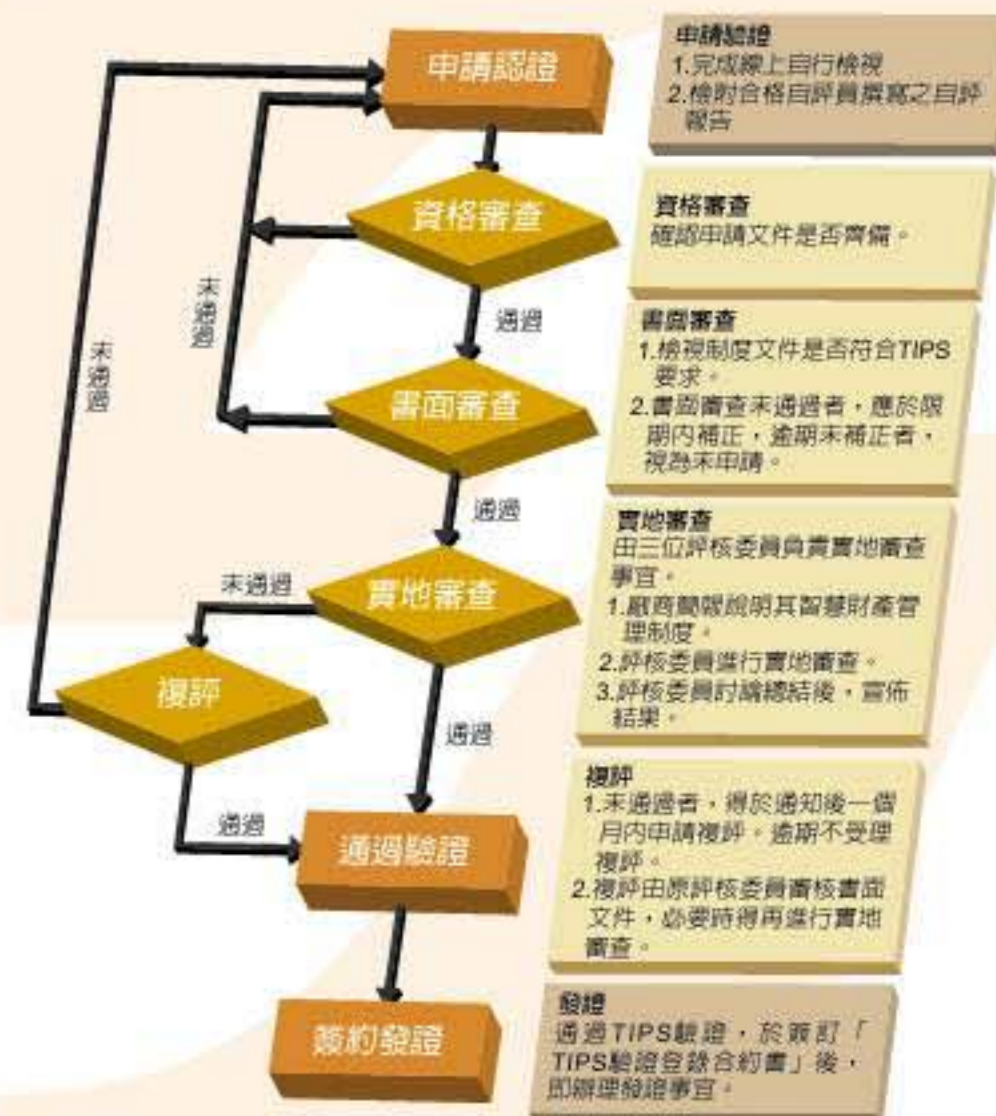 申請認證
資格審查
通過
未通過
未通過
書面審查
通過
實地審查
未通過
複評
通過
通過
通過驗證
簽約發證
申請驗證
1.完成線上自行檢視
2.檢附合格自評員撰寫之自評
報告
資格審查
確認申請文件是否齊備。
書面審查
1.檢視制度文件是否符合TIPS
要求。
2.書面審查未通過者，應於限
期內補正，逾期未補正者，
視為未申請。
實地審查
由三位評核委員負責實地審查
事宜。
1.廠商簡報說明其智慧財產管
理制度。
2.評核委員進行實地審查。
3.評核委員討論總結後，宣佈
結果。
複評
1.未通過者，得於通知後一個
月內申請複評。逾期不受理
複評。
2.複評由原評核委員審核書面
文件，必要時得再進行實地
審查。
發證
通過TIPS驗證，於簽訂「
TIPS驗證登錄合約書」後，
即辦理發證事宜。